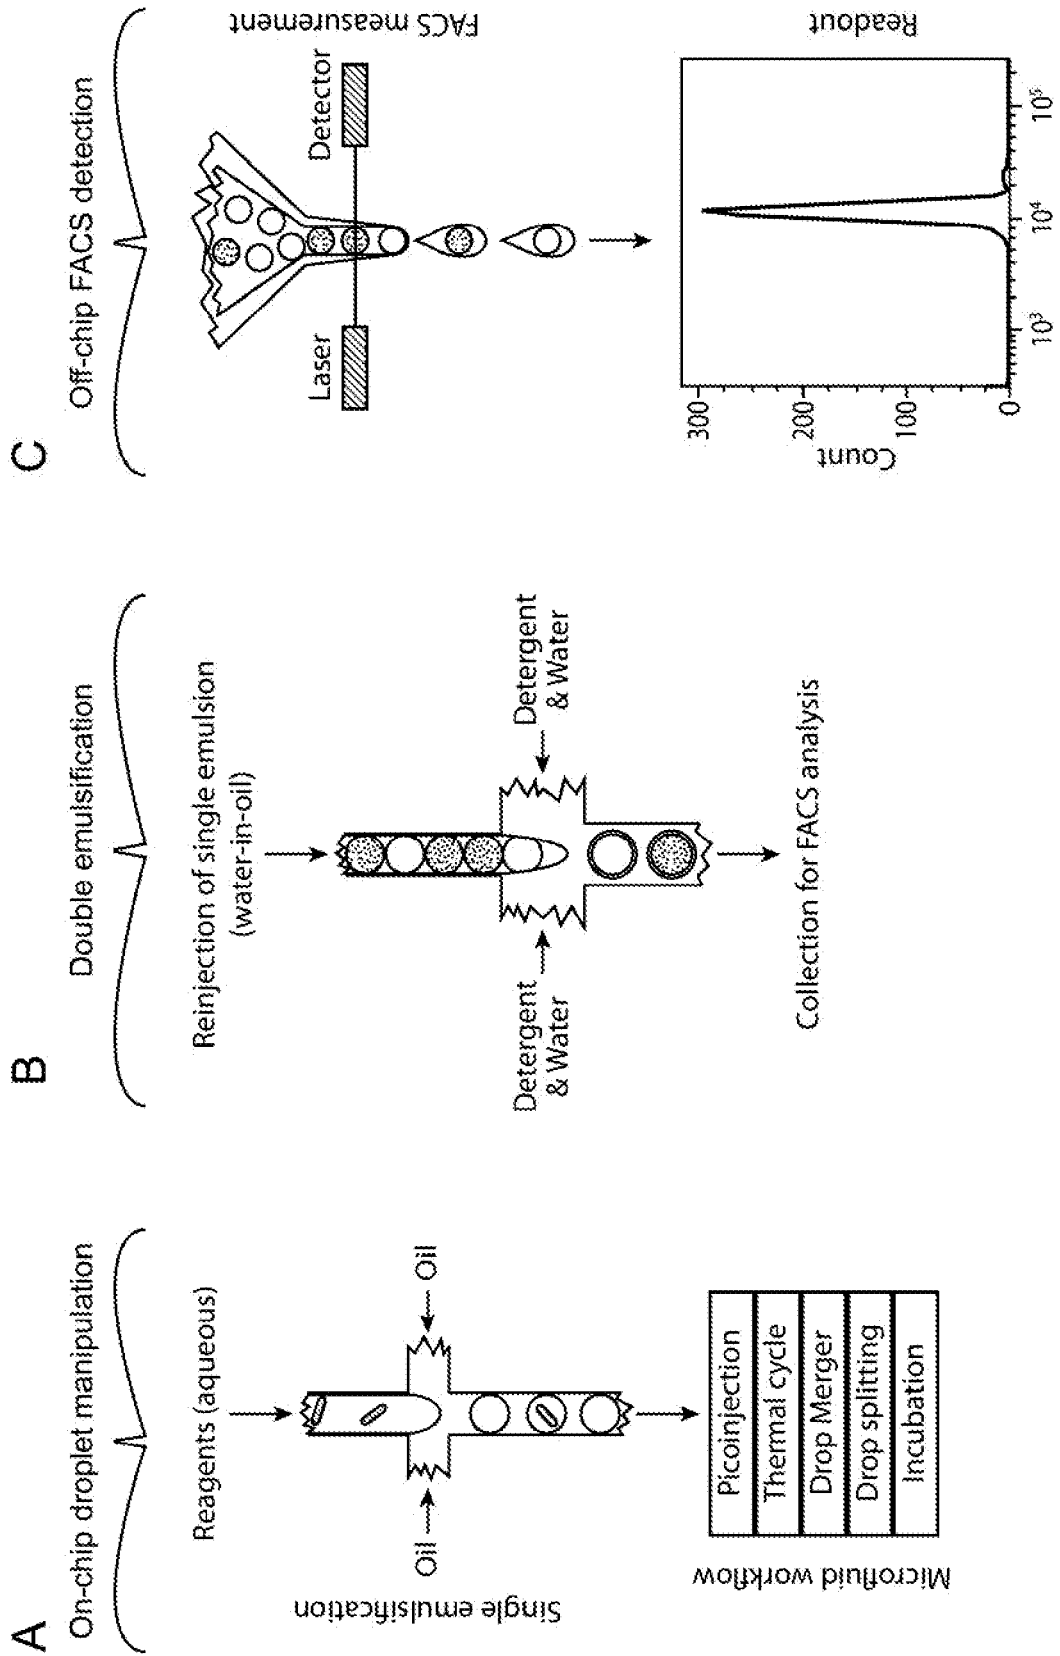 A
On-chip droplet manipulation
Reagents (aqueous)
Oil
Oil
Single emulsification
Picoinjection
Thermal cycle
Drop Merger
Drop splitting
Incubation
Microfluid workflow
B
Double emulsification
Reinjection of single emulsion
(water-in-oil)
Detergent
& Water
Detergent
& Water
Collection for FACS analysis
C
Off-chip FACS detection
Laser
Detector
FACS measurement
300
200
100
0
Count
10³
10⁴
10⁵
Readout